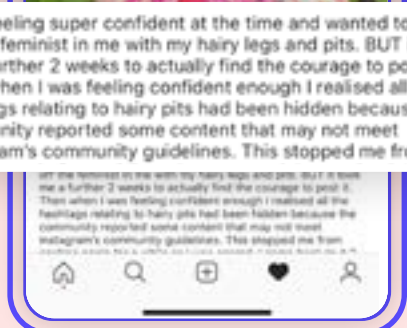 eeling super confident at the time and wanted to
feminist in me with my hairy legs and pits. BUT
urther 2 weeks to actually find the courage to po
hen I was feeling confident enough I realised all
gs relating to hairy pits had been hidden becaus
nity reported some content that may not meet
am's community guidelines. This stopped me fr
off the feminist in me with my hairy legs and pits. BUT it took
me a further 2 weeks to actually find the courage to post it.
Then when I was feeling confident enough I realised all the
hashtags relating to hairy pits had been hidden because the
community reported some content that may not meet
Instagram's community guidelines. This stopped me from